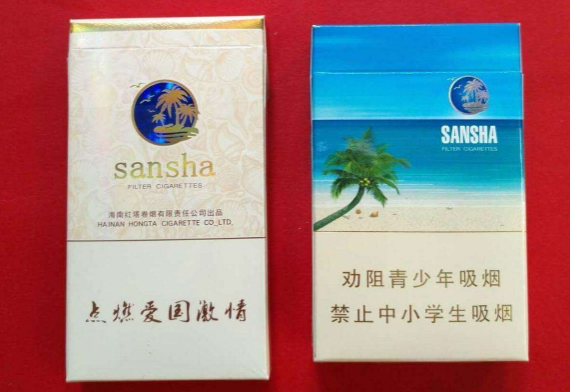 sansha
FILTER CIGARETTES
海南红塔卷烟有限责任公司出品
HAINAN HONGTA CIGARETTE CO.,LTD.
点燃爱国激情
SANSHA
FILTER CIGARETTES
劝阻青少年吸烟
禁止中小学生吸烟